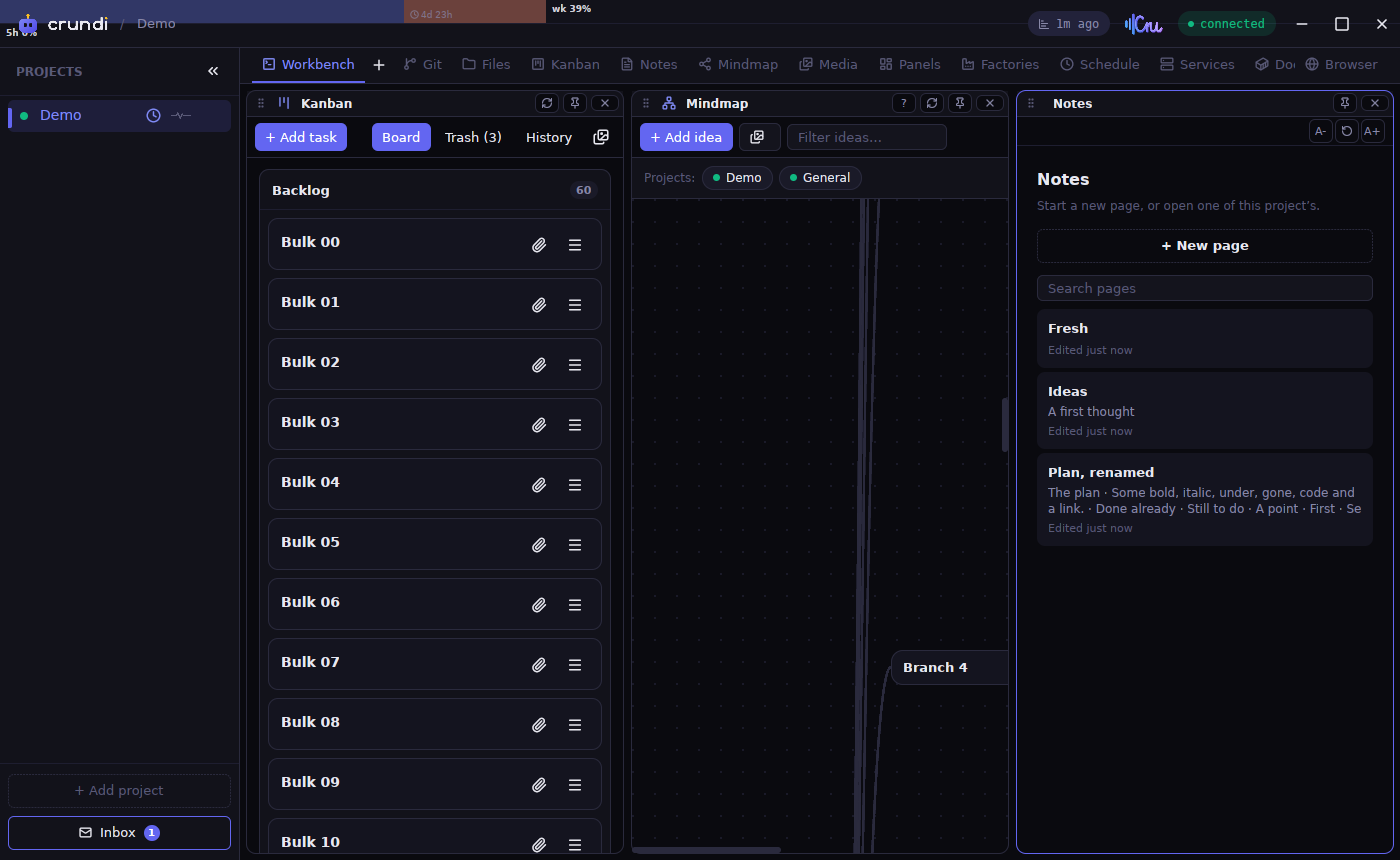 4d 23h
wk 39%
crundi / Demo
1m ago
Cru
connected
PROJECTS
Demo
+ Add project
Inbox 1
Workbench + Git Files Kanban Notes Mindmap Media Panels Factories Schedule Services Browser
Kanban
+ Add task
Board
Trash (3)
History
Backlog
60
Bulk 00
Bulk 01
Bulk 02
Bulk 03
Bulk 04
Bulk 05
Bulk 06
Bulk 07
Bulk 08
Bulk 09
Bulk 10
Mindmap
?
+ Add idea
Filter ideas...
Projects: Demo General
Branch 4
Notes
A- A+
Notes
Start a new page, or open one of this project's.
+ New page
Search pages
Fresh
Edited just now
Ideas
A first thought
Edited just now
Plan, renamed
The plan · Some bold, italic, under, gone, code and
a link. · Done already · Still to do · A point · First · Se
Edited just now